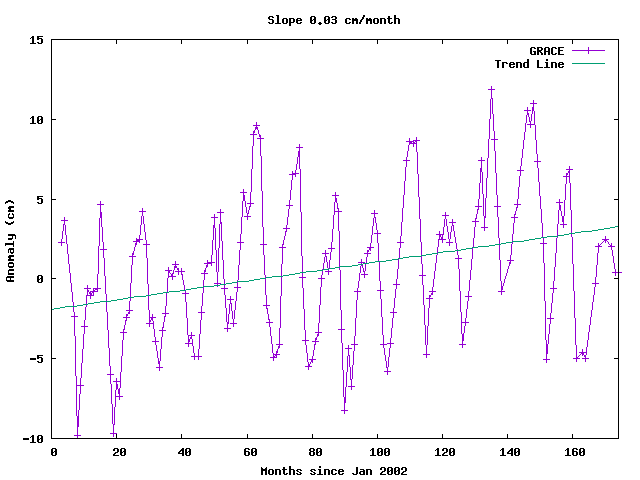 Slope 0.03 cm/month
15
GRACE
Trend Line
10
5
Anomaly (cm)
0
-5
-10
0 20 40 60 80 100 120 140 160
Months since Jan 2002